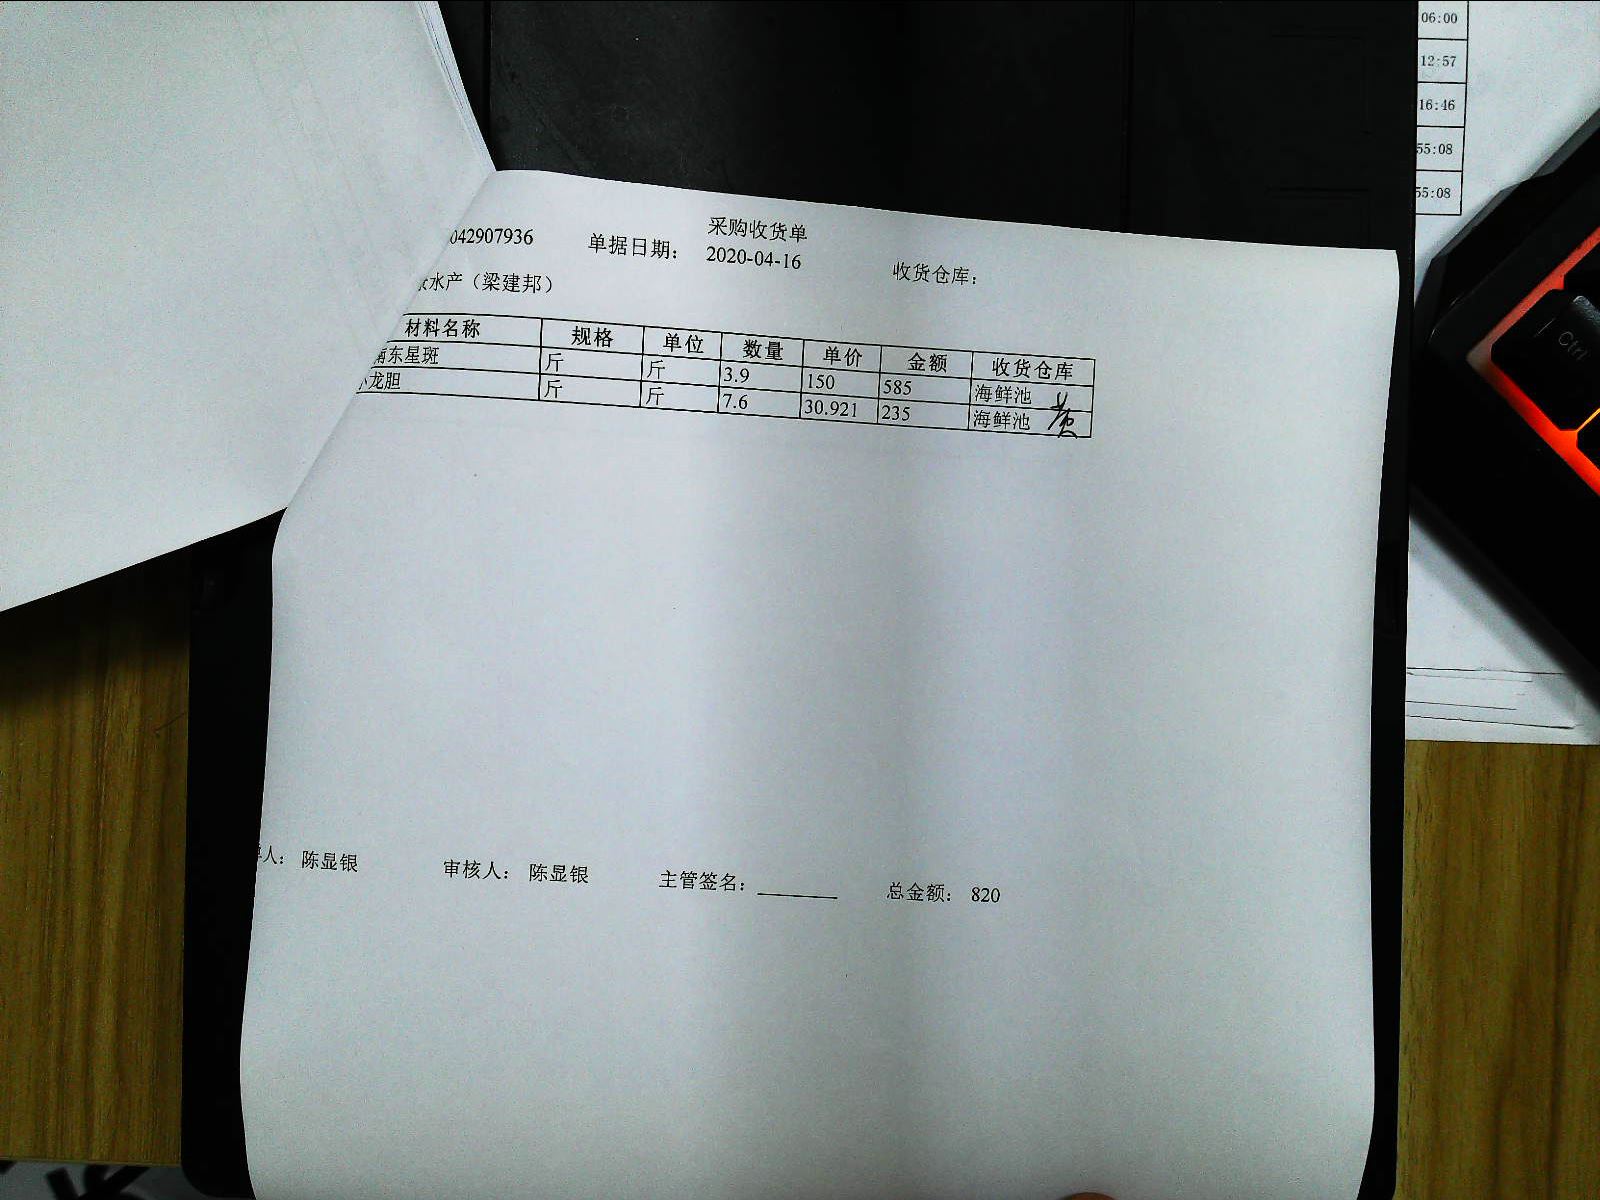 06:00
12:57
16:46
55:08
55:08
采购收货单
042907936 单据日期： 2020-04-16 收货仓库：
水产（梁建邦）
材料名称 规格 单位 数量 单价 金额 收货仓库
东星斑 斤 斤 3.9 150 585 海鲜池
龙胆 斤 斤 7.6 30.921 235 海鲜池
人： 陈显银 审核人： 陈显银 主管签名： 总金额： 820
Ctrl